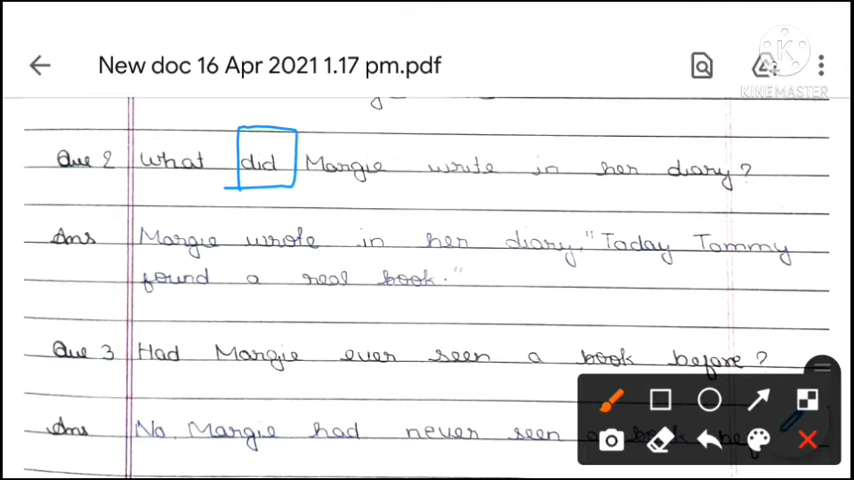 New doc 16 Apr 2021 1.17 pm.pdf
KINEMASTER
Que 2 What did Margie write in her diary?
Ans Margie wrote in her diary, "Today Tommy
found a real book."
Que 3 Had Margie ever seen a book before?
Ans No, Margie had never seen a book